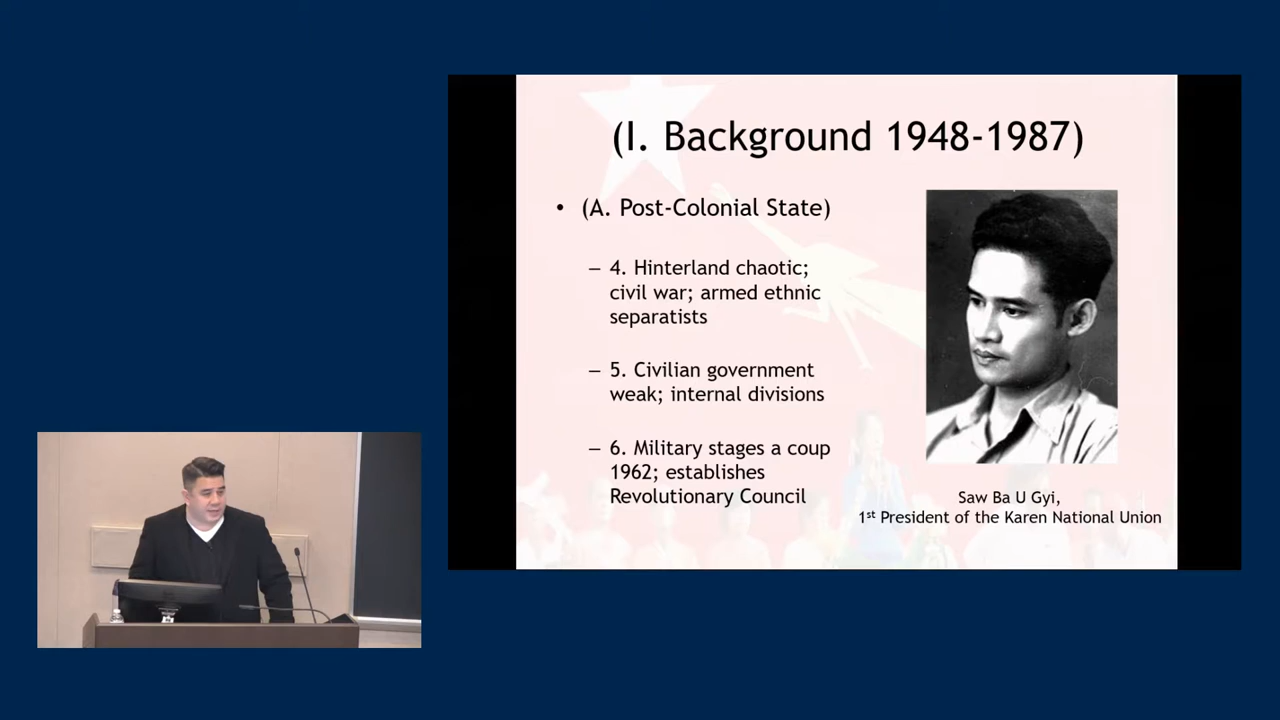 (I. Background 1948-1987)
• (A. Post-Colonial State)
– 4. Hinterland chaotic;
civil war; armed ethnic
separatists
– 5. Civilian government
weak; internal divisions
– 6. Military stages a coup
1962; establishes
Revolutionary Council
Saw Ba U Gyi,
1st President of the Karen National Union